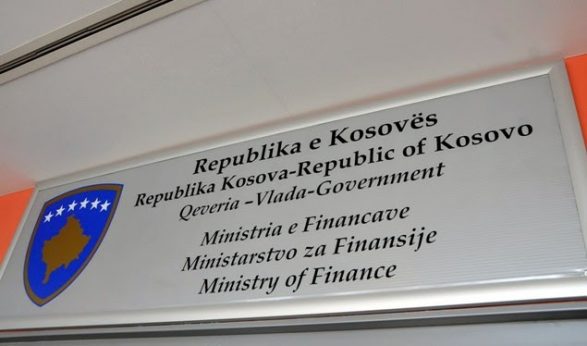 Republika e Kosovës
Republika Kosova-Republic of Kosovo
Qeveria –Vlada-Government
Ministria e Financave
Ministarstvo za Finansije
Ministry of Finance